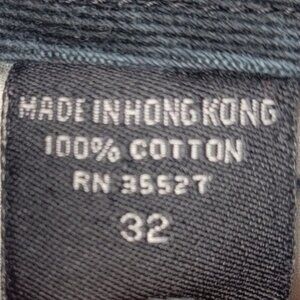 MADE IN HONG KONG
100% COTTON
RN 35527
32